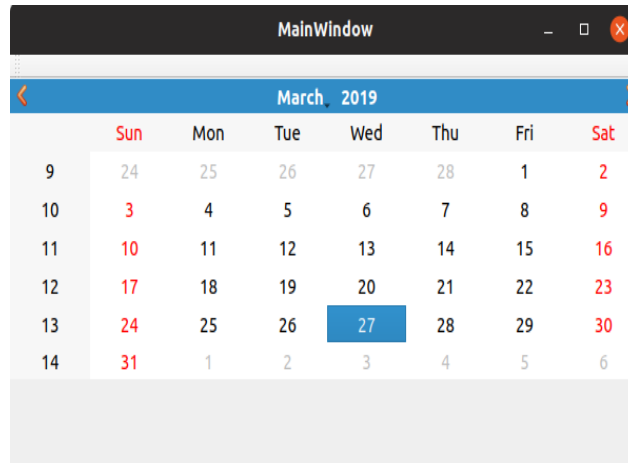 MainWindow
March 2019
Sun Mon Tue Wed Thu Fri Sat
9 24 25 26 27 28 1 2
10 3 4 5 6 7 8 9
11 10 11 12 13 14 15 16
12 17 18 19 20 21 22 23
13 24 25 26 27 28 29 30
14 31 1 2 3 4 5 6